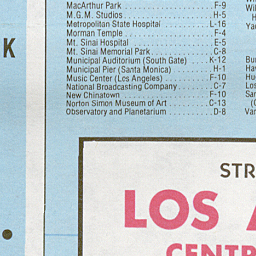 MacArthur Park F-9
M.G.M. Studios H-5
Metropolitan State Hospital L-16
Morman Temple F-4
Mt. Sinai Hospital E-5
Mt. Sinai Memorial Park C-8
Municipal Auditorium (South Gate) K-12
Municipal Pier (Santa Monica) H-1
Music Center (Los Angeles) F-10
National Broadcasting Company C-7
New Chinatown F-10
Norton Simon Museum of Art C-13
Observatory and Planetarium D-8
K
STR
LOS A
CENTR